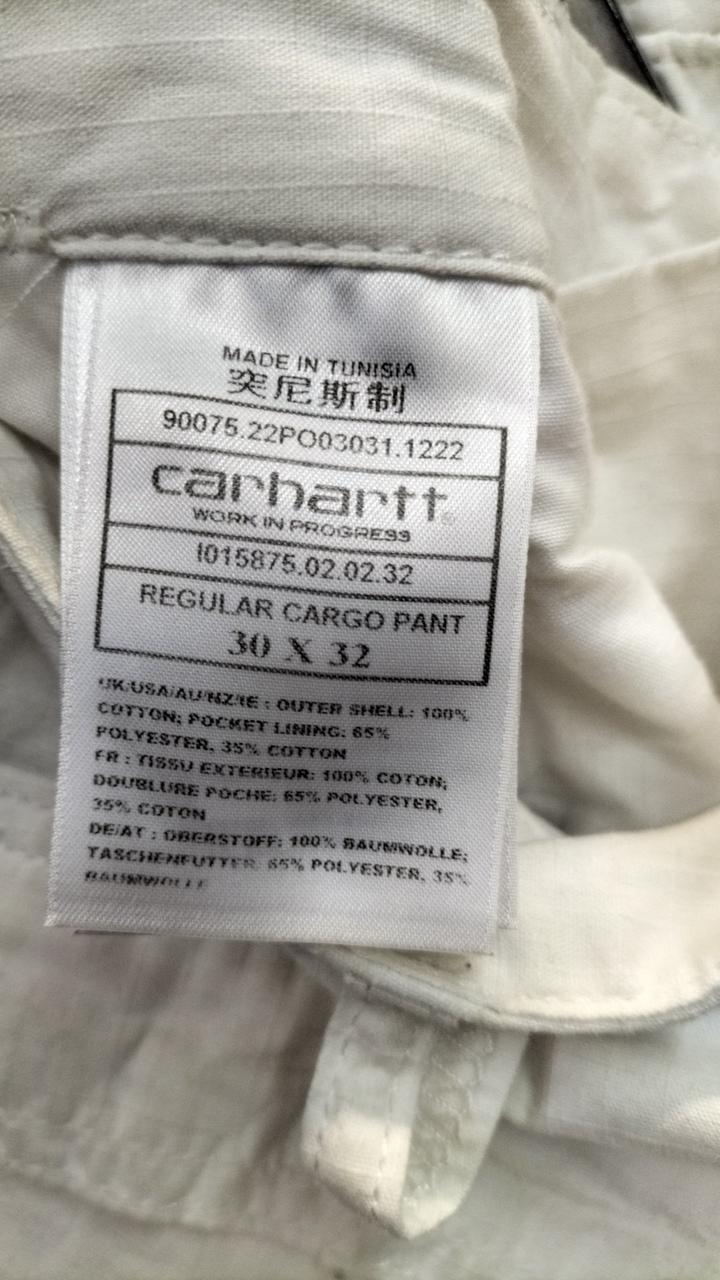 MADE IN TUNISIA
突尼斯制
90075.22PO03031.1222
carhartt
WORK IN PROGRESS
I015875.02.02.32
REGULAR CARGO PANT
30 X 32
UK/USA/AU/NZ/IE : OUTER SHELL: 100%
COTTON; POCKET LINING: 65%
POLYESTER, 35% COTTON
FR : TISSU EXTERIEUR: 100% COTON;
DOUBLURE POCHE: 65% POLYESTER,
35% COTON
DE/AT : OBERSTOFF: 100% BAUMWOLLE;
TASCHENFUTTER: 65% POLYESTER, 35%
BAUMWOLLE